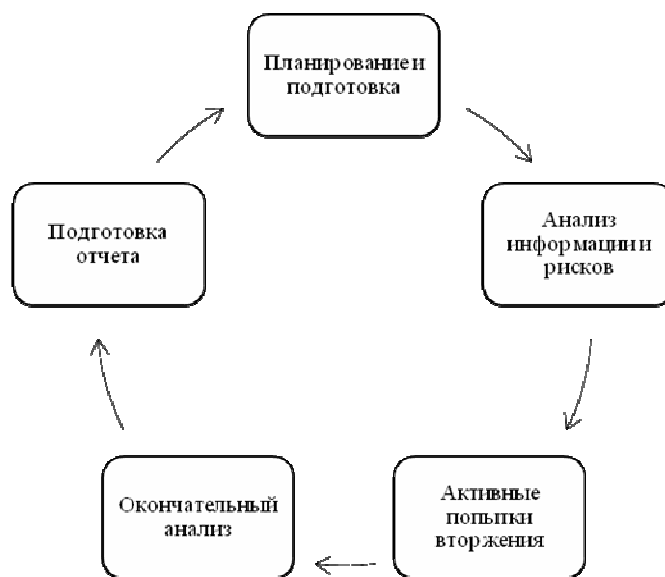 Планирование и
подготовка
Анализ
информации и
рисков
Активные
попытки
вторжения
Окончательный
анализ
Подготовка
отчета